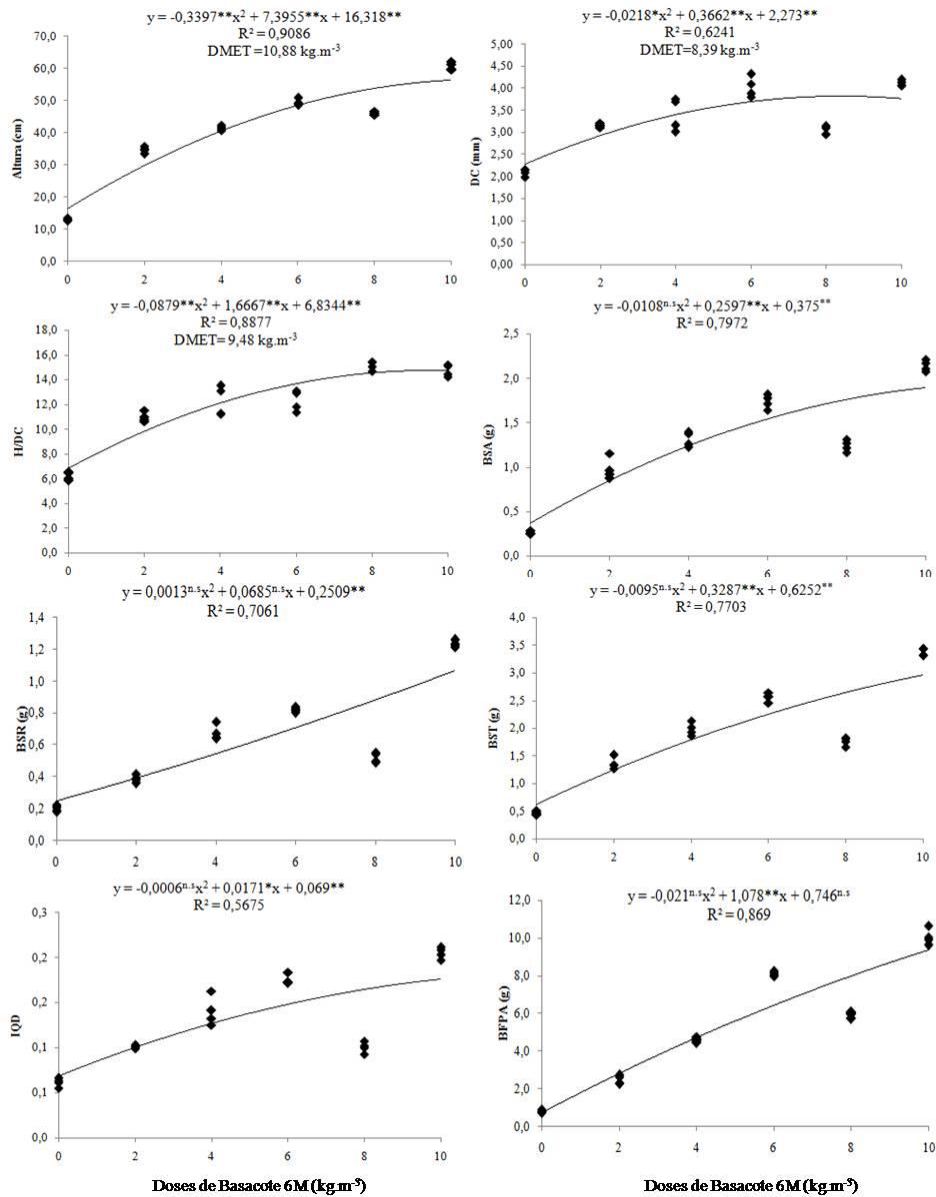 y = -0,3397**x² + 7,3955**x + 16,318**
R² = 0,9086
DMET =10,88 kg.m⁻³
70,0
60,0
50,0
40,0
30,0
20,0
10,0
0,0
Altura (cm)
0 2 4 6 8 10
y = -0,0218*x² + 0,3662**x + 2,273**
R² = 0,6241
DMET=8,39 kg.m⁻³
5,00
4,50
4,00
3,50
3,00
2,50
2,00
1,50
1,00
0,50
0,00
DC (mm)
0 2 4 6 8 10
y = -0,0879**x² + 1,6667**x + 6,8344**
R² = 0,8877
DMET= 9,48 kg.m⁻³
18,0
16,0
14,0
12,0
10,0
8,0
6,0
4,0
2,0
0,0
H/DC
0 2 4 6 8 10
y = -0,0108ⁿ·ˢx² + 0,2597**x + 0,375**
R² = 0,7972
2,5
2,0
1,5
1,0
0,5
0,0
BSA (g)
0 2 4 6 8 10
y = 0,0013ⁿ·ˢx² + 0,0685ⁿ·ˢx + 0,2509**
R² = 0,7061
1,4
1,2
1,0
0,8
0,6
0,4
0,2
0,0
BSR (g)
0 2 4 6 8 10
y = -0,0095ⁿ·ˢx² + 0,3287**x + 0,6252**
R² = 0,7703
4,0
3,5
3,0
2,5
2,0
1,5
1,0
0,5
0,0
BST (g)
0 2 4 6 8 10
y = -0,0006ⁿ·ˢx² + 0,0171*x + 0,069**
R² = 0,5675
0,3
0,2
0,2
0,1
0,1
0,0
IQD
0 2 4 6 8 10
Doses de Basacote 6M (kg m⁻³)
y = -0,021ⁿ·ˢx² + 1,078**x + 0,746ⁿ·ˢ
R² = 0,869
12,0
10,0
8,0
6,0
4,0
2,0
0,0
BFPA (g)
0 2 4 6 8 10
Doses de Basacote 6M (kg m⁻³)